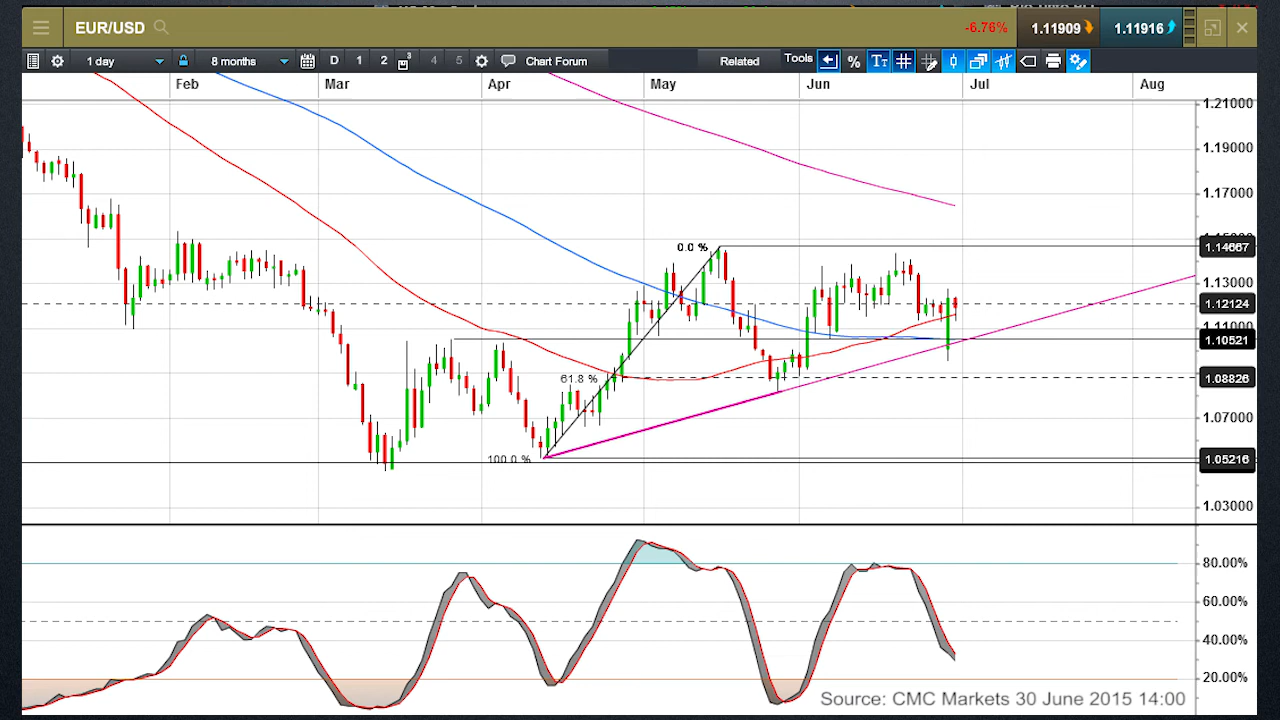 EUR/USD -6.76% 1.11909 1.11916
1 day 8 months D 1 2 3 4 5 Chart Forum Related Tools % TT
Feb Mar Apr May Jun Jul Aug
1.21000
1.19000
1.17000
0.0 % 1.14667
1.13000
1.12124
1.11000
1.10521
61.8 % 1.08826
1.07000
100.0 % 1.05216
1.03000
80.00%
60.00%
40.00%
20.00%
Source: CMC Markets 30 June 2015 14:00